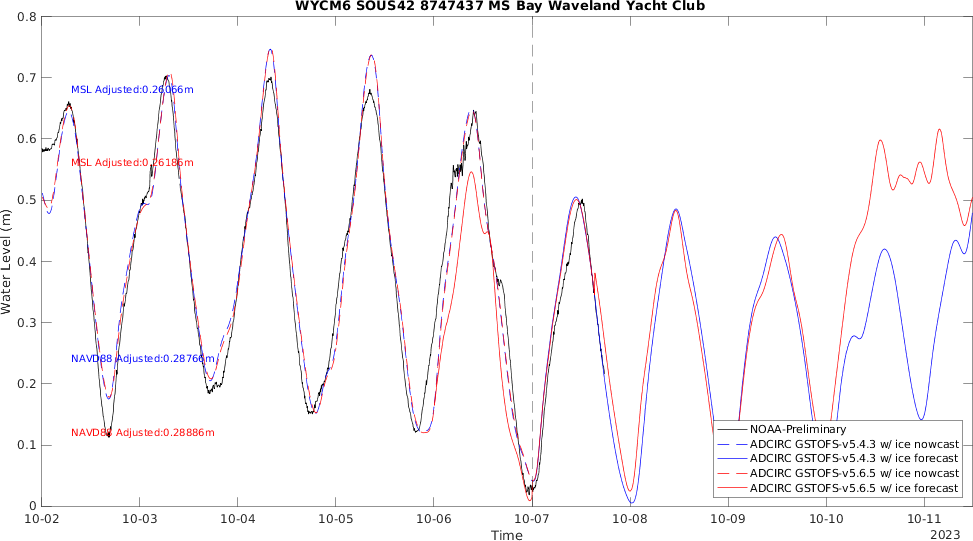 WYCM6 SOUS42 8747437 MS Bay Waveland Yacht Club
0.8
0.7
0.6
0.5
0.4
0.3
0.2
0.1
0
Water Level (m)
MSL Adjusted:0.26066m
MSL Adjusted:0.26186m
NAVD88 Adjusted:0.28766m
NAVD88 Adjusted:0.28886m
NOAA-Preliminary
ADCIRC GSTOFS-v5.4.3 w/ ice nowcast
ADCIRC GSTOFS-v5.4.3 w/ ice forecast
ADCIRC GSTOFS-v5.6.5 w/ ice nowcast
ADCIRC GSTOFS-v5.6.5 w/ ice forecast
10-02 10-03 10-04 10-05 10-06 10-07 10-08 10-09 10-10 10-11
Time
2023